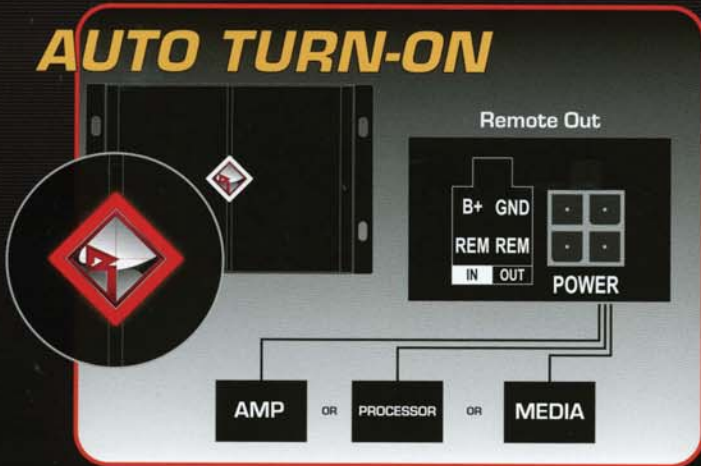 AUTO TURN-ON
Remote Out
B+ GND
REM REM
IN OUT
POWER
AMP OR PROCESSOR OR MEDIA